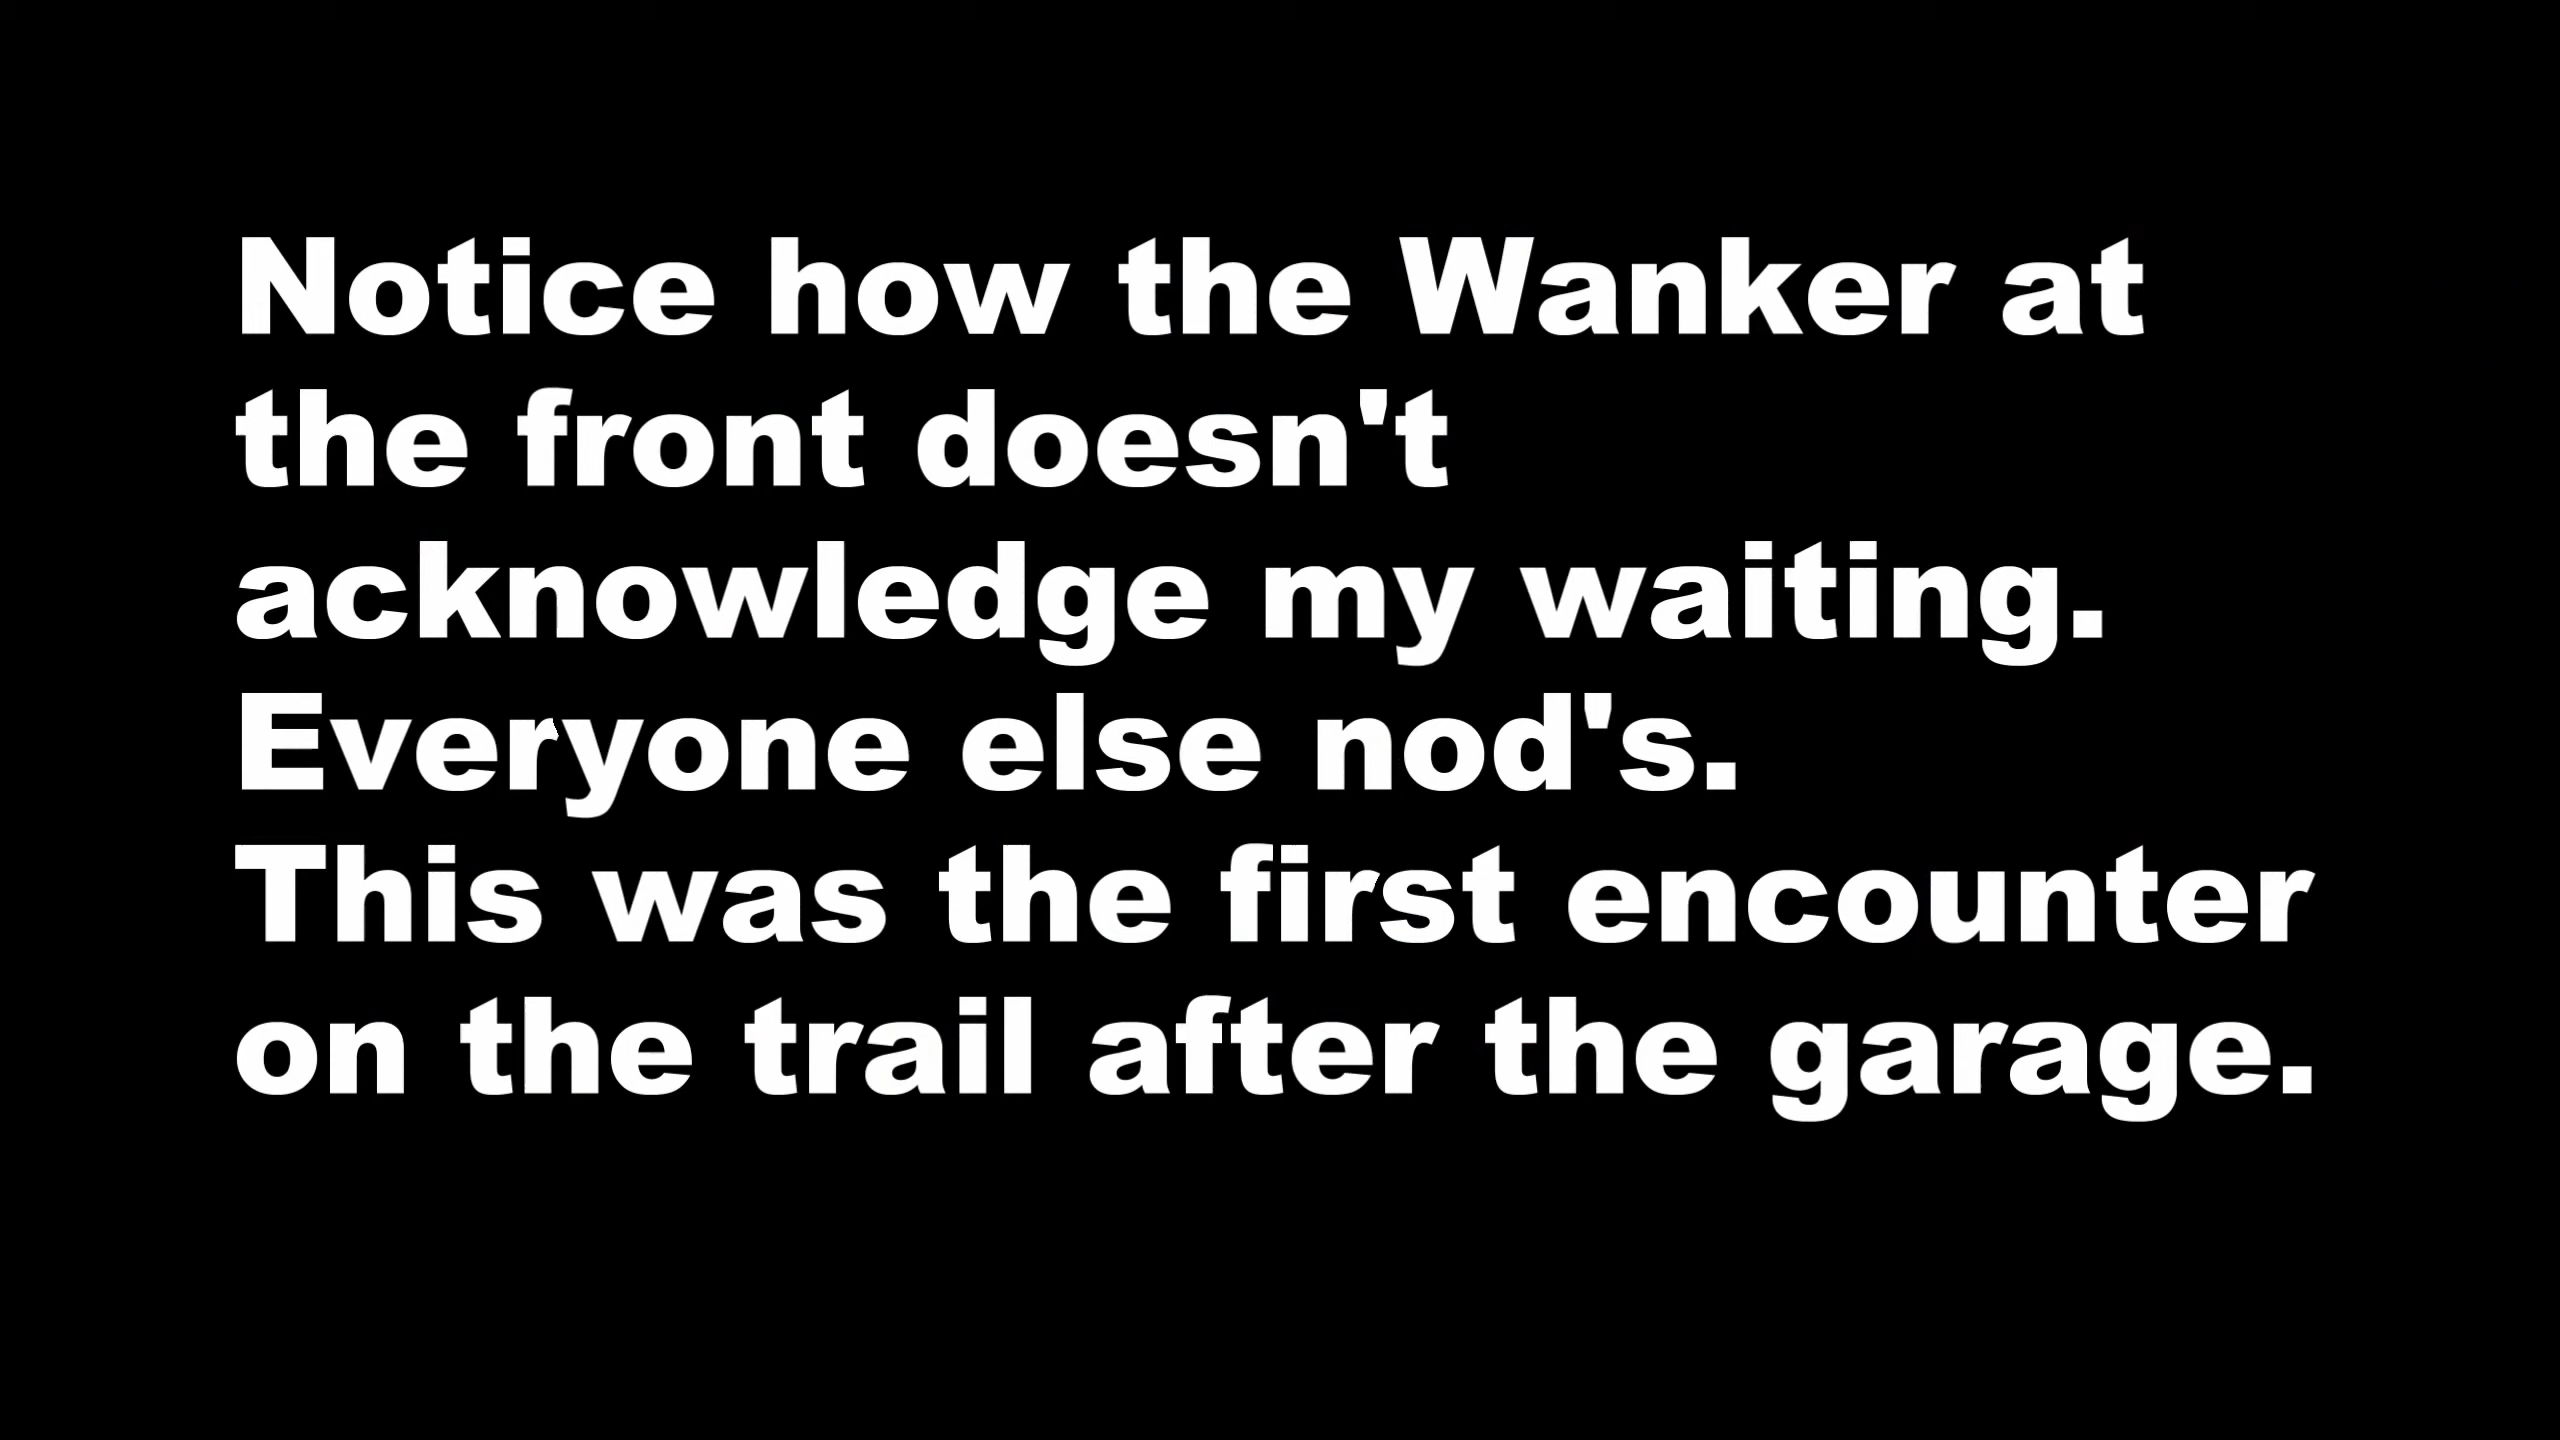 Notice how the Wanker at
the front doesn't
acknowledge my waiting.
Everyone else nod's.
This was the first encounter
on the trail after the garage.